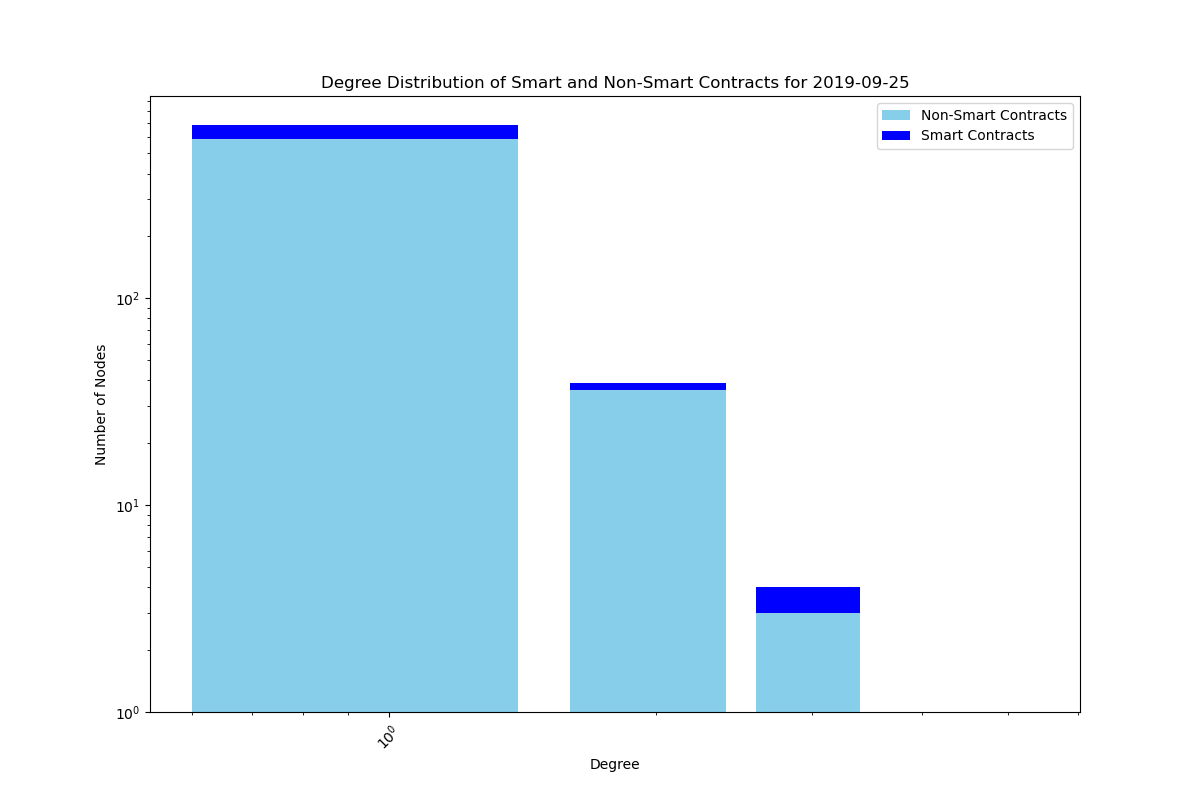 Degree Distribution of Smart and Non-Smart Contracts for 2019-09-25
Non-Smart Contracts
Smart Contracts
Number of Nodes
10²
10¹
10⁰
10⁰
Degree